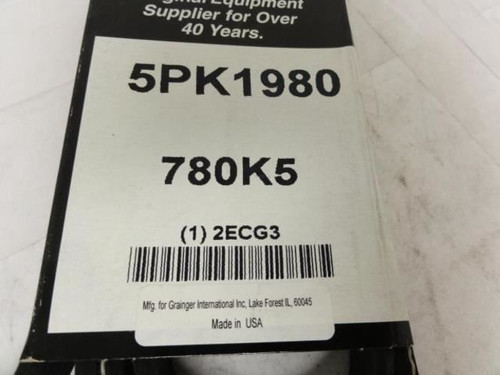 Equipment
Supplier for Over
40 Years.
5PK1980
780K5
(1) 2ECG3
Mfg. for Grainger International Inc, Lake Forest IL, 60045
Made in USA